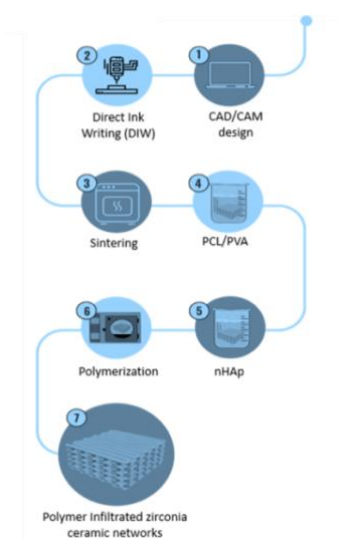 1
CAD/CAM
design
2
Direct Ink
Writing (DIW)
3
Sintering
4
PCL/PVA
5
nHAp
6
Polymerization
7
Polymer Infiltrated zirconia
ceramic networks